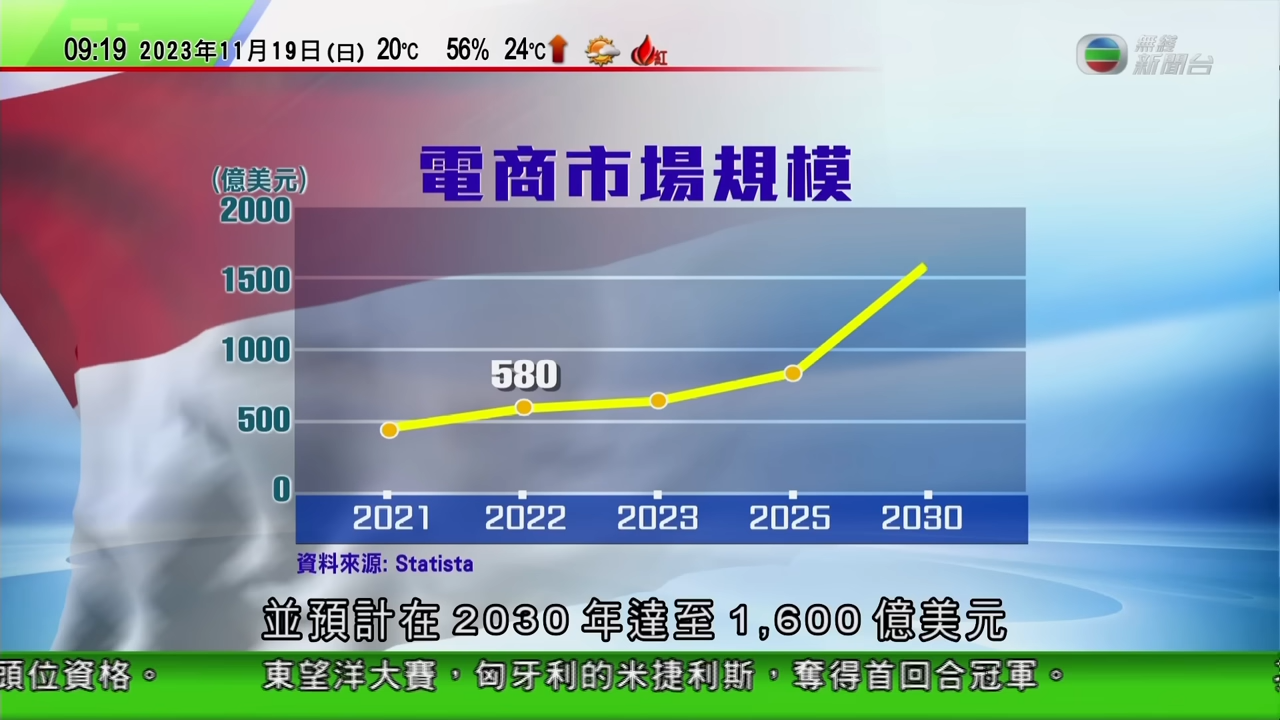 09:19 2023年11月19日(日) 20℃ 56% 24℃ 紅
無綫
新聞台
電商市場規模
(億美元)
2000
1500
1000
580
500
0
2021 2022 2023 2025 2030
資料來源: Statista
並預計在2030年達至1,600億美元
頭位資格。 東望洋大賽，匈牙利的米捷利斯，奪得首回合冠軍。